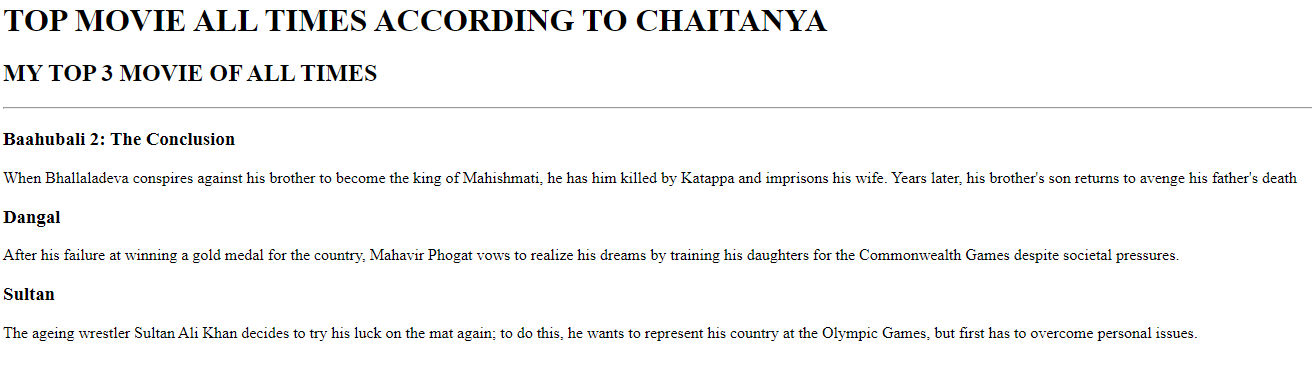 TOP MOVIE ALL TIMES ACCORDING TO CHAITANYA
MY TOP 3 MOVIE OF ALL TIMES
Baahubali 2: The Conclusion
When Bhallaladeva conspires against his brother to become the king of Mahishmati, he has him killed by Katappa and imprisons his wife. Years later, his brother's son returns to avenge his father's death
Dangal
After his failure at winning a gold medal for the country, Mahavir Phogat vows to realize his dreams by training his daughters for the Commonwealth Games despite societal pressures.
Sultan
The ageing wrestler Sultan Ali Khan decides to try his luck on the mat again; to do this, he wants to represent his country at the Olympic Games, but first has to overcome personal issues.